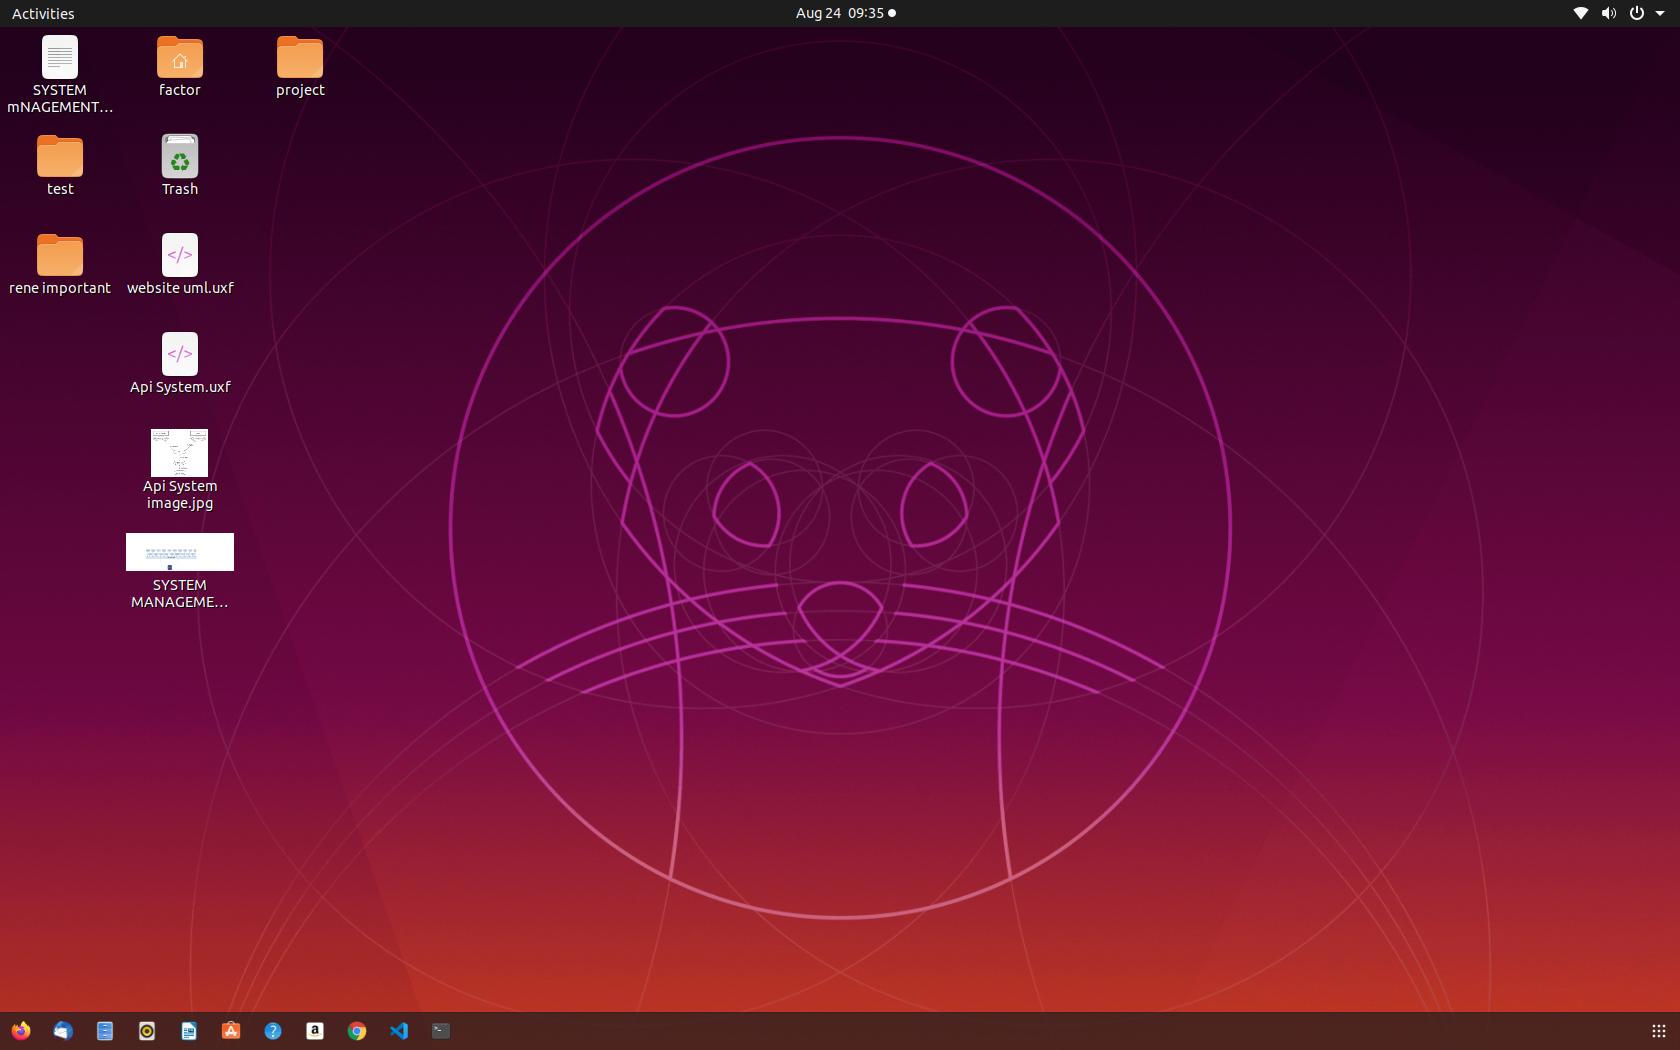 Activities
Aug 24 09:35
SYSTEM
mNAGEMENT...
factor
project
test
Trash
rene important
website uml.uxf
Api System.uxf
Api System
image.jpg
SYSTEM
MANAGEME...